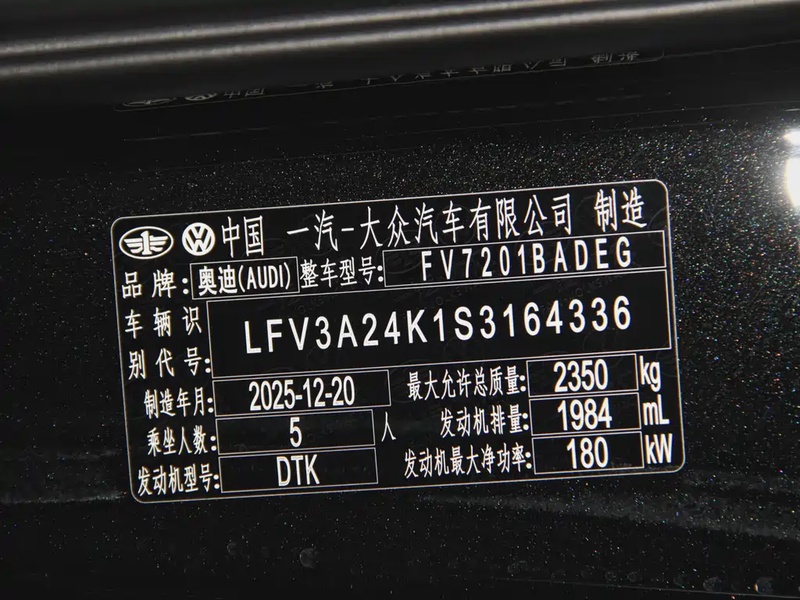 中国 一汽-大众汽车有限公司 制造
品牌: 奥迪(AUDI) 整车型号: FV7201BADEG
车辆识别代号: LFV3A24K1S3164336
制造年月: 2025-12-20 最大允许总质量: 2350 kg
乘坐人数: 5 人 发动机排量: 1984 mL
发动机型号: DTK 发动机最大净功率: 180 kW